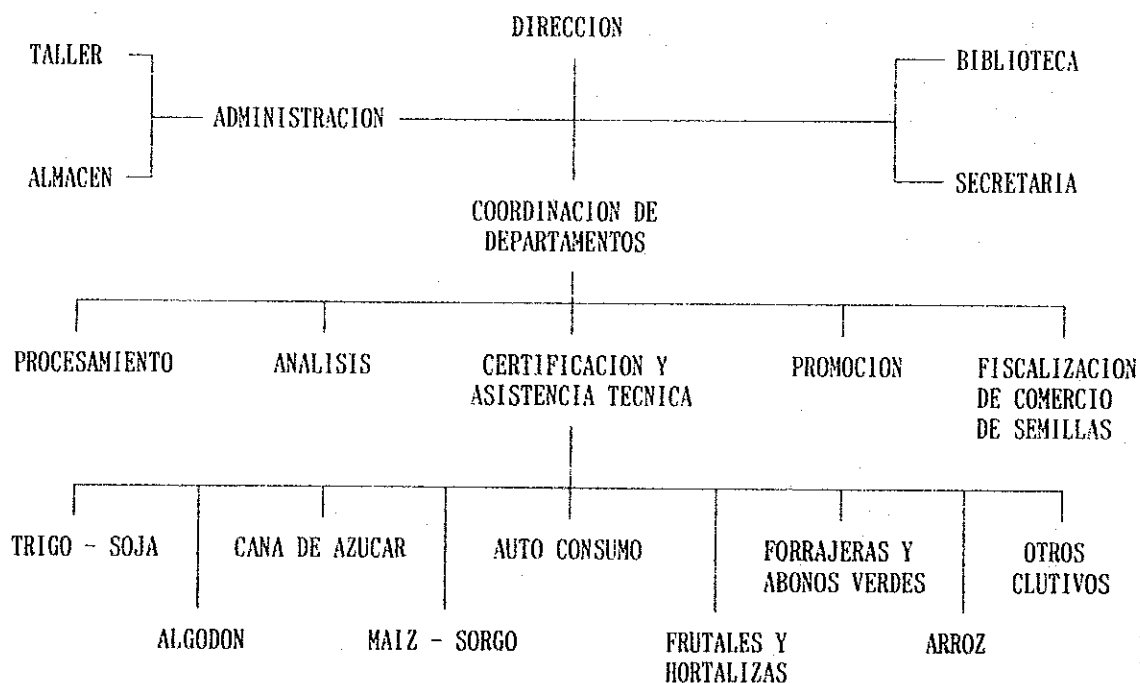 DIRECCION
TALLER
BIBLIOTECA
ADMINISTRACION
ALMACEN
SECRETARIA
COORDINACION DE
DEPARTAMENTOS
PROCESAMIENTO
ANALISIS
CERTIFICACION Y
ASISTENCIA TECNICA
PROMOCION
FISCALIZACION
DE COMERCIO
DE SEMILLAS
TRIGO - SOJA
CANA DE AZUCAR
AUTO CONSUMO
FORRAJERAS Y
ABONOS VERDES
OTROS
CLUTIVOS
ALGODON
MAIZ - SORGO
FRUTALES Y
HORTALIZAS
ARROZ